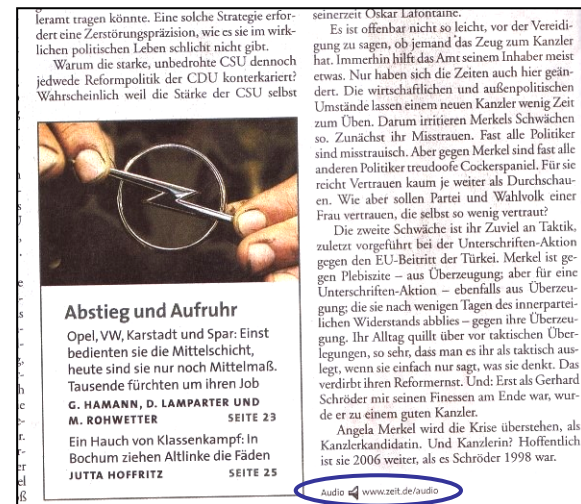 leramt tragen könnte. Eine solche Strategie erfor-
dert eine Zerstörungspräzision, wie es sie im wirk-
lichen politischen Leben schlicht nicht gibt.
Warum die starke, unbedrohte CSU dennoch
jedwede Reformpolitik der CDU konterkariert?
Wahrscheinlich weil die Stärke der CSU selbst
Abstieg und Aufruhr
Opel, VW, Karstadt und Spar: Einst
bedienten sie die Mittelschicht,
heute sind sie nur noch Mittelmaß.
Tausende fürchten um ihren Job
G. HAMANN, D. LAMPARTER UND
M. ROHWETTER SEITE 23
Ein Hauch von Klassenkampf: In
Bochum ziehen Altlinke die Fäden
JUTTA HOFFRITZ SEITE 25
seinerzeit Oskar Lafontaine.
Es ist offenbar nicht so leicht, vor der Vereidi-
gung zu sagen, ob jemand das Zeug zum Kanzler
hat. Immerhin hilft das Amt seinem Inhaber meist
etwas. Nur haben sich die Zeiten auch hier geän-
dert. Die wirtschaftlichen und außenpolitischen
Umstände lassen einem neuen Kanzler wenig Zeit
zum Üben. Darum irritieren Merkels Schwächen
so. Zunächst ihr Misstrauen. Fast alle Politiker
sind misstrauisch. Aber gegen Merkel sind fast alle
anderen Politiker treudoofe Cockerspaniel. Für sie
reicht Vertrauen kaum je weiter als Durchschau-
en. Wie aber sollen Partei und Wahlvolk einer
Frau vertrauen, die selbst so wenig vertraut?
Die zweite Schwäche ist ihr Zuviel an Taktik,
zuletzt vorgeführt bei der Unterschriften-Aktion
gegen den EU-Beitritt der Türkei. Merkel ist ge-
gen Plebiszite – aus Überzeugung; aber für eine
Unterschriften-Aktion – ebenfalls aus Überzeu-
gung; die sie nach wenigen Tagen des innerpartei-
lichen Widerstands abblies – gegen ihre Überzeu-
gung. Ihr Alltag quillt über vor taktischen Über-
legungen, so sehr, dass man es ihr als taktisch aus-
legt, wenn sie einfach nur sagt, was sie denkt. Das
verdirbt ihren Reformernst. Und: Erst als Gerhard
Schröder mit seinen Finessen am Ende war, wur-
de er zu einem guten Kanzler.
Angela Merkel wird die Krise überstehen, als
Kanzlerkandidatin. Und Kanzlerin? Hoffentlich
ist sie 2006 weiter, als es Schröder 1998 war.
Audio www.zeit.de/audio